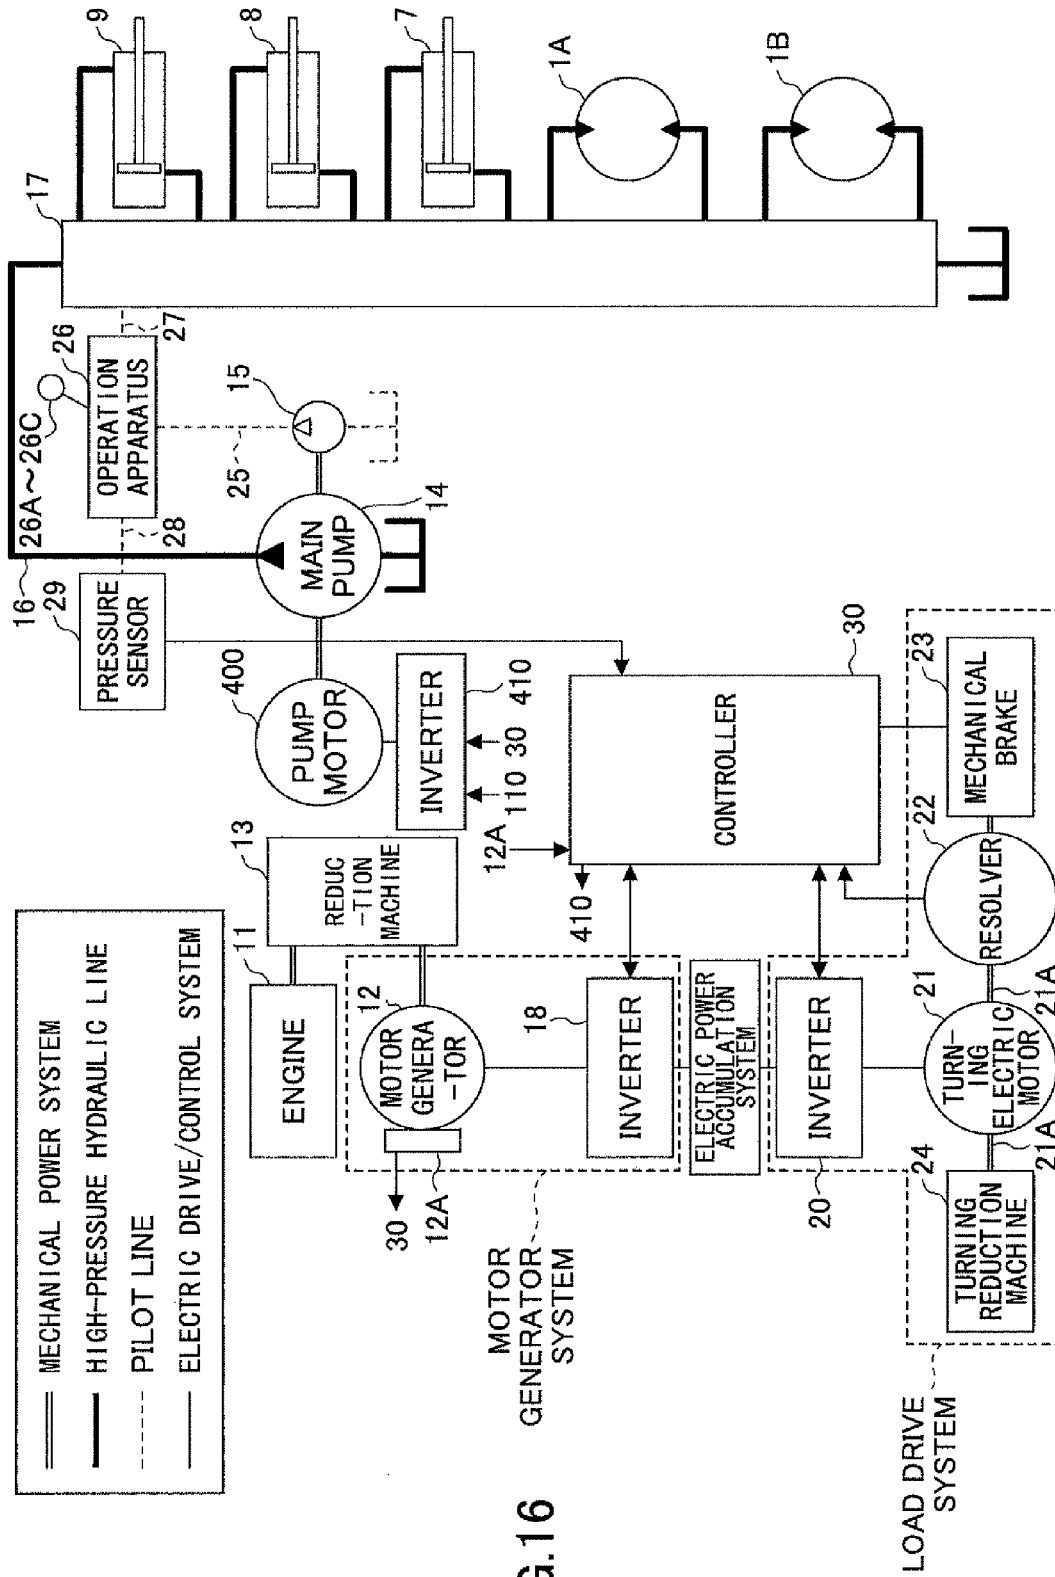 MECHANICAL POWER SYSTEM
HIGH-PRESSURE HYDRAULIC LINE
PILOT LINE
ELECTRIC DRIVE/CONTROL SYSTEM
16
26A～26C
17
9
8
7
1A
1B
29
PRESSURE
SENSOR
28
26
OPERATION
APPARATUS
27
25
15
400
PUMP
MOTOR
MAIN
PUMP
14
11
ENGINE
13
REDUC
-TION
MACHINE
INVERTER
410
110
30
12
MOTOR
GENERA
-TOR
30
12A
12A
410
CONTROLLER
30
MOTOR
GENERATOR
SYSTEM
18
INVERTER
ELECTRIC POWER
ACCUMULATION
SYSTEM
INVERTER
20
24
TURNING
REDUCTION
MACHINE
21A
21
TURN-
ING
ELECTRIC
MOTOR
21A
22
RESOLVER
23
MECHANICAL
BRAKE
LOAD DRIVE
SYSTEM
G.16